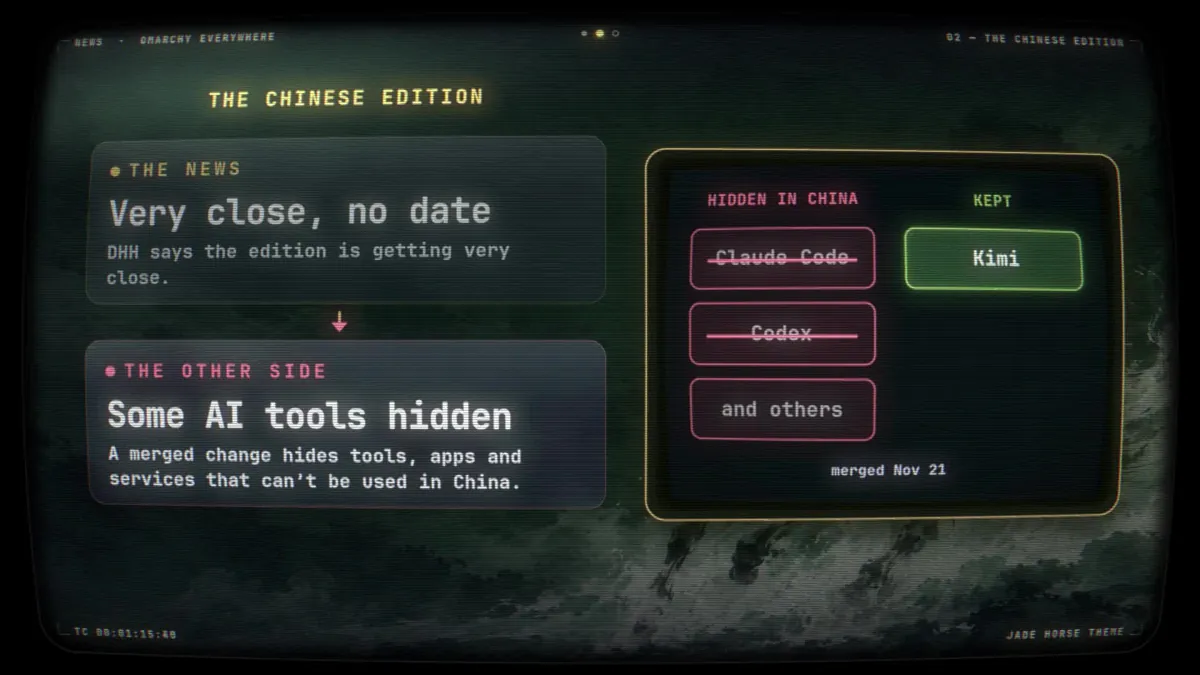 NEWS - OMARCHY EVERYWHERE
02 — THE CHINESE EDITION
THE CHINESE EDITION
THE NEWS
Very close, no date
DHH says the edition is getting very
close.
THE OTHER SIDE
Some AI tools hidden
A merged change hides tools, apps and
services that can't be used in China.
HIDDEN IN CHINA
Claude Code
Codex
and others
KEPT
Kimi
merged Nov 21
TC 00:01:15:48
JADE HORSE THEME